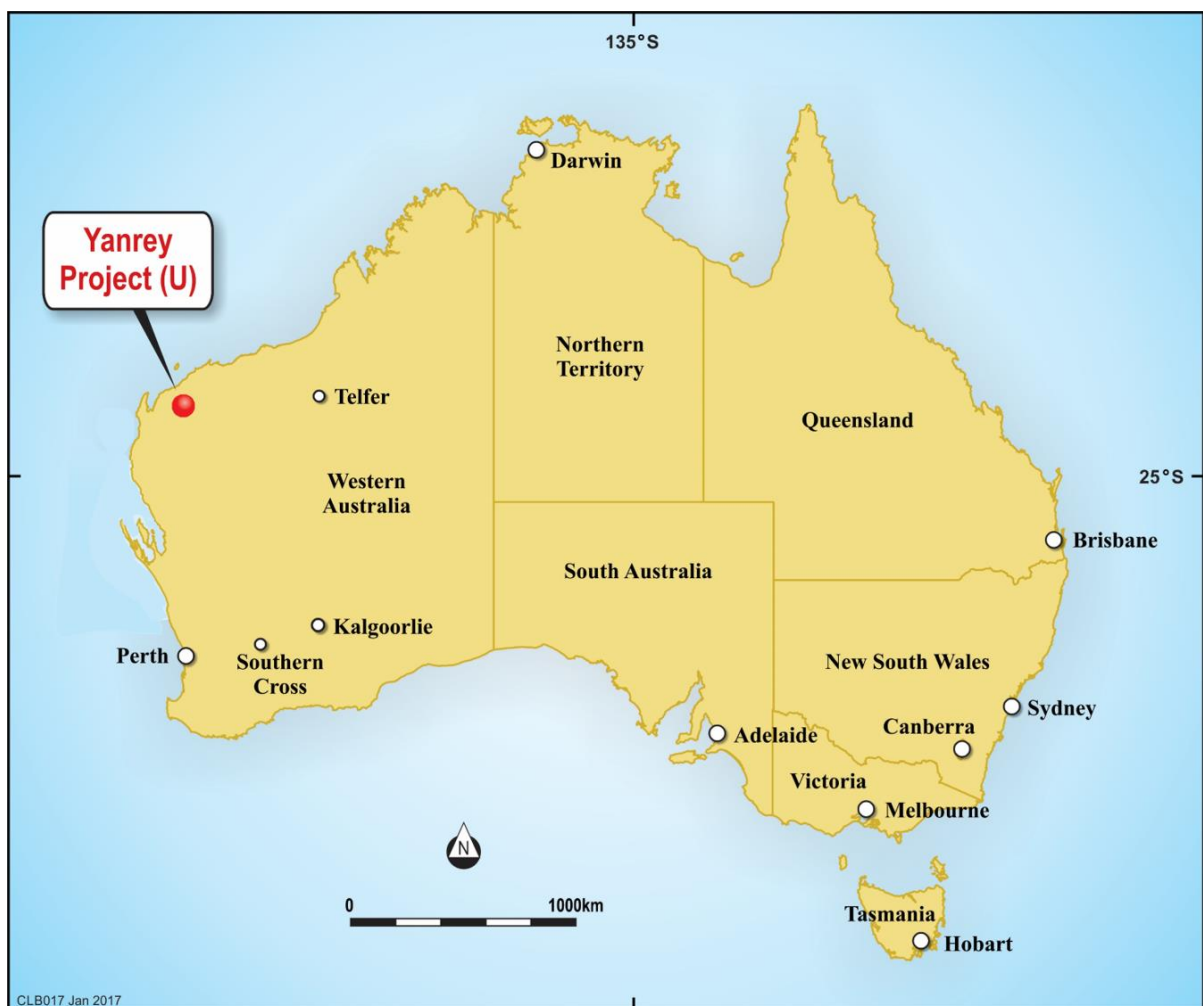 135°S
Darwin
Yanrey
Project (U)
Northern
Territory
Telfer
Queensland
Western
Australia
25°S
Brisbane
South Australia
Kalgoorlie
Perth
Southern
Cross
New South Wales
Sydney
Canberra
Adelaide
Victoria
Melbourne
N
0 1000km
Tasmania
Hobart
CLB017 Jan 2017